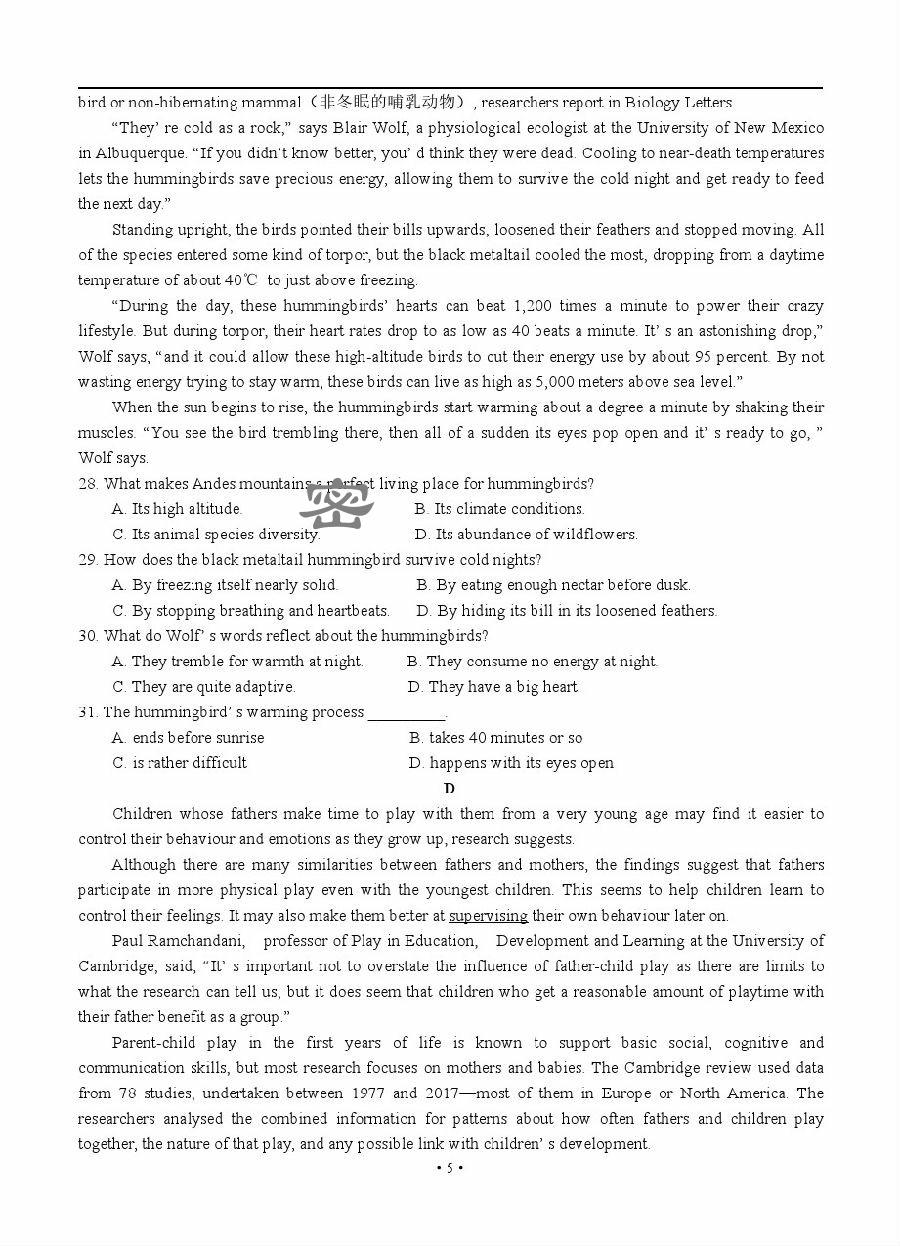 bird or non-hibernating mammal（非冬眠的哺乳动物）, researchers report in Biology Letters
“They’ re cold as a rock,” says Blair Wolf, a physiological ecologist at the University of New Mexico
in Albuquerque. “If you didn’t know better, you’ d think they were dead. Cooling to near-death temperatures
lets the hummingbirds save precious energy, allowing them to survive the cold night and get ready to feed
the next day.”
Standing upright, the birds pointed their bills upwards, loosened their feathers and stopped moving. All
of the species entered some kind of torpor, but the black metaltail cooled the most, dropping from a daytime
temperature of about 40℃ to just above freezing.
“During the day, these hummingbirds’ hearts can beat 1,200 times a minute to power their crazy
lifestyle. But during torpor, their heart rates drop to as low as 40 beats a minute. It’ s an astonishing drop,”
Wolf says, “and it could allow these high-altitude birds to cut their energy use by about 95 percent. By not
wasting energy trying to stay warm, these birds can live as high as 5,000 meters above sea level.”
When the sun begins to rise, the hummingbirds start warming about a degree a minute by shaking their
muscles. “You see the bird trembling there, then all of a sudden its eyes pop open and it’ s ready to go, ”
Wolf says.
28. What makes Andes mountains a perfect living place for hummingbirds?
A. Its high altitude. B. Its climate conditions.
C. Its animal species diversity. D. Its abundance of wildflowers.
密
29. How does the black metaltail hummingbird survive cold nights?
A. By freezing itself nearly solid. B. By eating enough nectar before dusk.
C. By stopping breathing and heartbeats. D. By hiding its bill in its loosened feathers.
30. What do Wolf’ s words reflect about the hummingbirds?
A. They tremble for warmth at night. B. They consume no energy at night.
C. They are quite adaptive. D. They have a big heart
31. The hummingbird’ s warming process __________.
A. ends before sunrise B. takes 40 minutes or so
C. is rather difficult D. happens with its eyes open
D
Children whose fathers make time to play with them from a very young age may find it easier to
control their behaviour and emotions as they grow up, research suggests.
Although there are many similarities between fathers and mothers, the findings suggest that fathers
participate in more physical play even with the youngest children. This seems to help children learn to
control their feelings. It may also make them better at supervising their own behaviour later on.
Paul Ramchandani, professor of Play in Education, Development and Learning at the University of
Cambridge, said, “It’ s important not to overstate the influence of father-child play as there are limits to
what the research can tell us, but it does seem that children who get a reasonable amount of playtime with
their father benefit as a group.”
Parent-child play in the first years of life is known to support basic social, cognitive and
communication skills, but most research focuses on mothers and babies. The Cambridge review used data
from 78 studies, undertaken between 1977 and 2017—most of them in Europe or North America. The
researchers analysed the combined information for patterns about how often fathers and children play
together, the nature of that play, and any possible link with children’ s development.
• 5 •